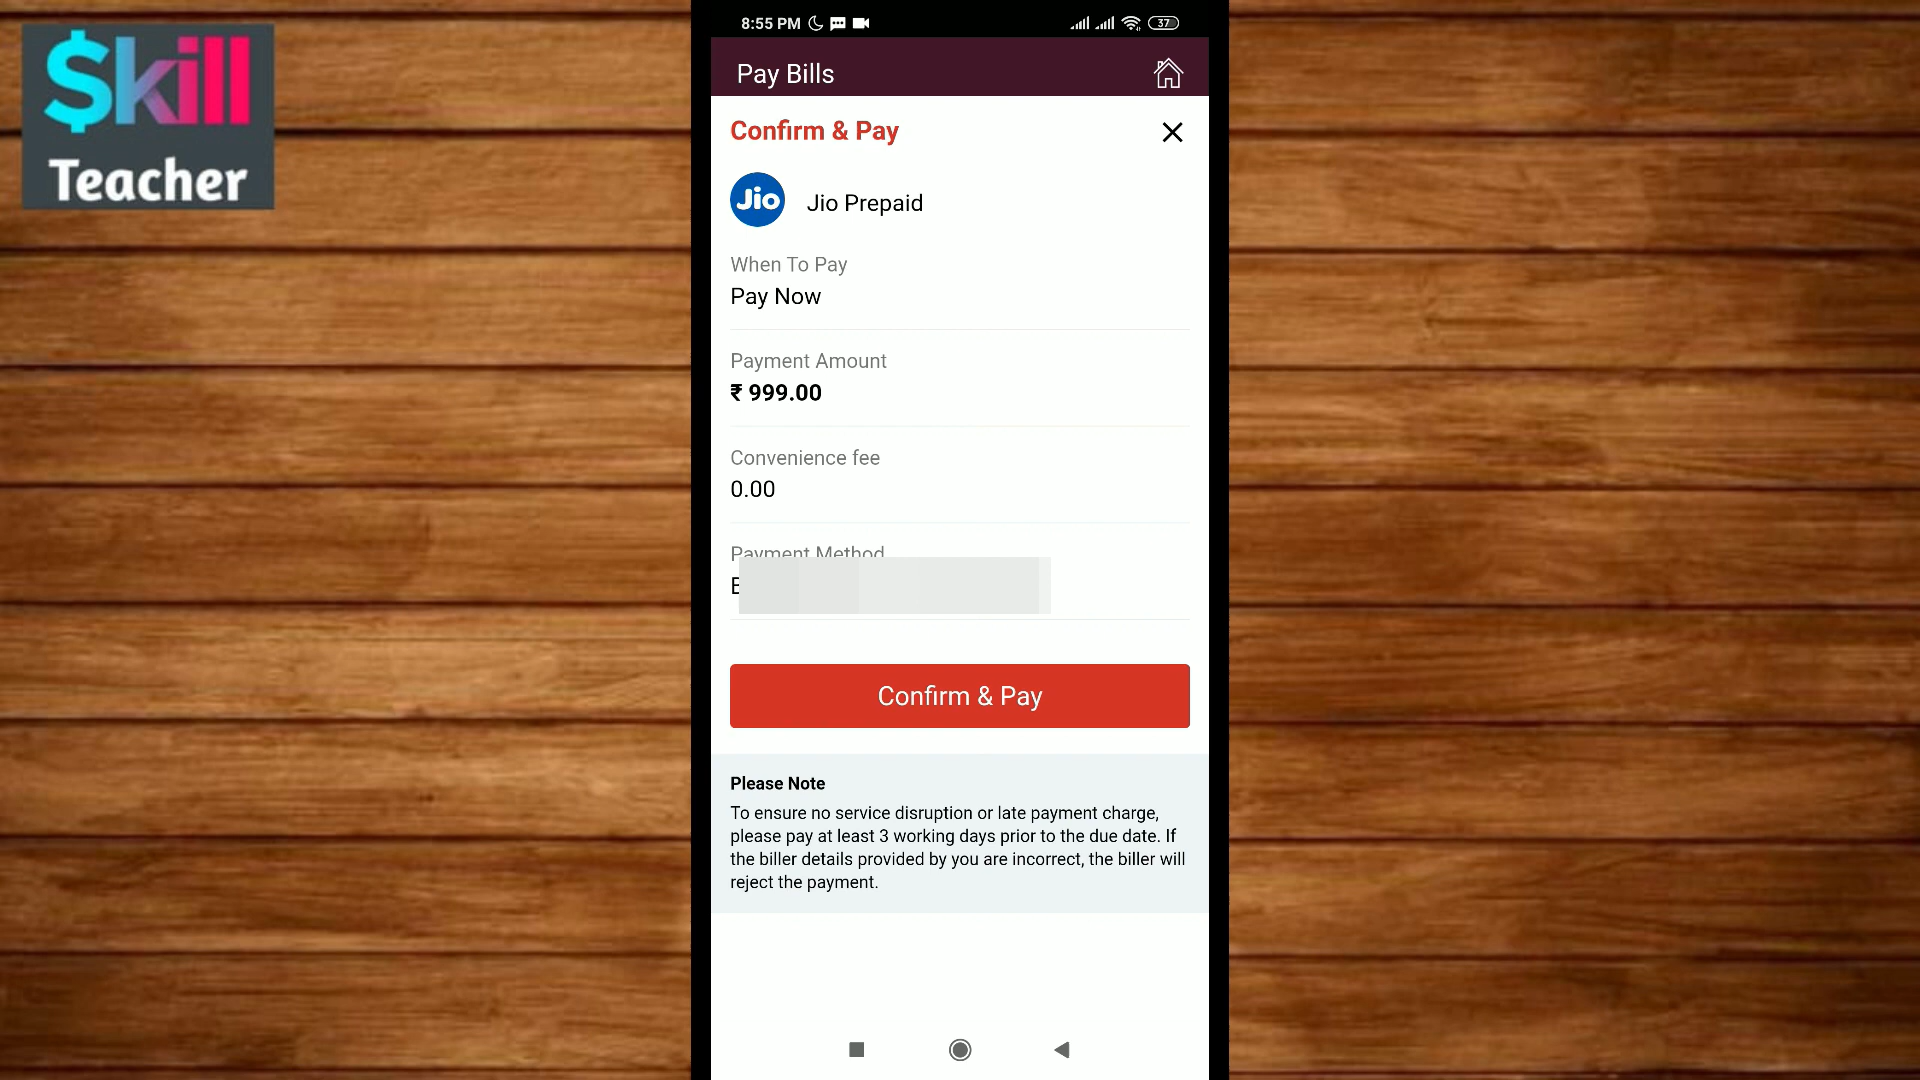 $kill
Teacher
8:55 PM
37
Pay Bills
Confirm & Pay
Jio
Jio Prepaid
When To Pay
Pay Now
Payment Amount
₹ 999.00
Convenience fee
0.00
Payment Method
Confirm & Pay
Please Note
To ensure no service disruption or late payment charge,
please pay at least 3 working days prior to the due date. If
the biller details provided by you are incorrect, the biller will
reject the payment.